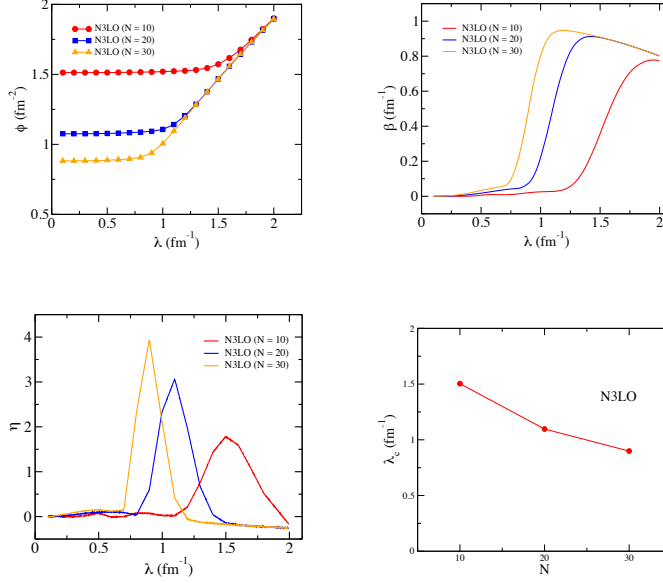 2
1.5
1
0.5
ϕ (fm⁻²)
N3LO (N = 10)
N3LO (N = 20)
N3LO (N = 30)
0 0.5 1 1.5 2
λ (fm⁻¹)
1
0.8
0.6
0.4
0.2
0
β (fm⁻¹)
N3LO (N = 10)
N3LO (N = 20)
N3LO (N = 30)
0 0.5 1 1.5 2
λ (fm⁻¹)
4
3
2
1
0
η
N3LO (N = 10)
N3LO (N = 20)
N3LO (N = 30)
0 0.5 1 1.5 2
λ (fm⁻¹)
2
1.5
1
0.5
0
λc (fm⁻¹)
N3LO
10 20 30
N